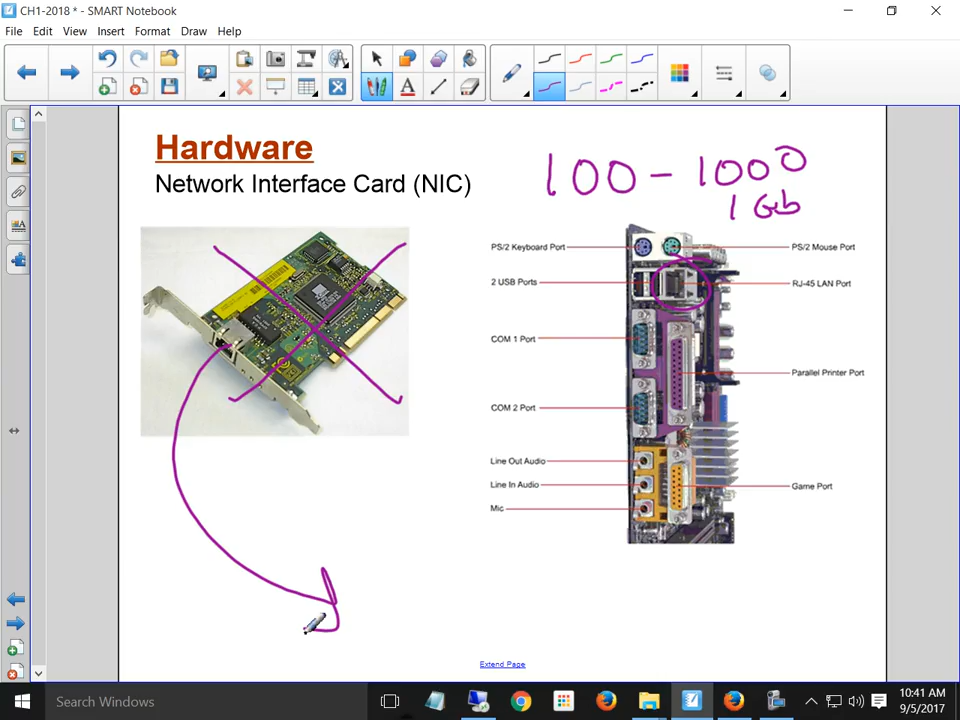 CH1-2018 * - SMART Notebook
File Edit View Insert Format Draw Help
Hardware
Network Interface Card (NIC)
100 - 1000
1 Gb
PS/2 Keyboard Port
PS/2 Mouse Port
2 USB Ports
RJ-45 LAN Port
COM 1 Port
Parallel Printer Port
COM 2 Port
Line Out Audio
Line In Audio
Game Port
Mic
Extend Page
Search Windows
10:41 AM
9/5/2017